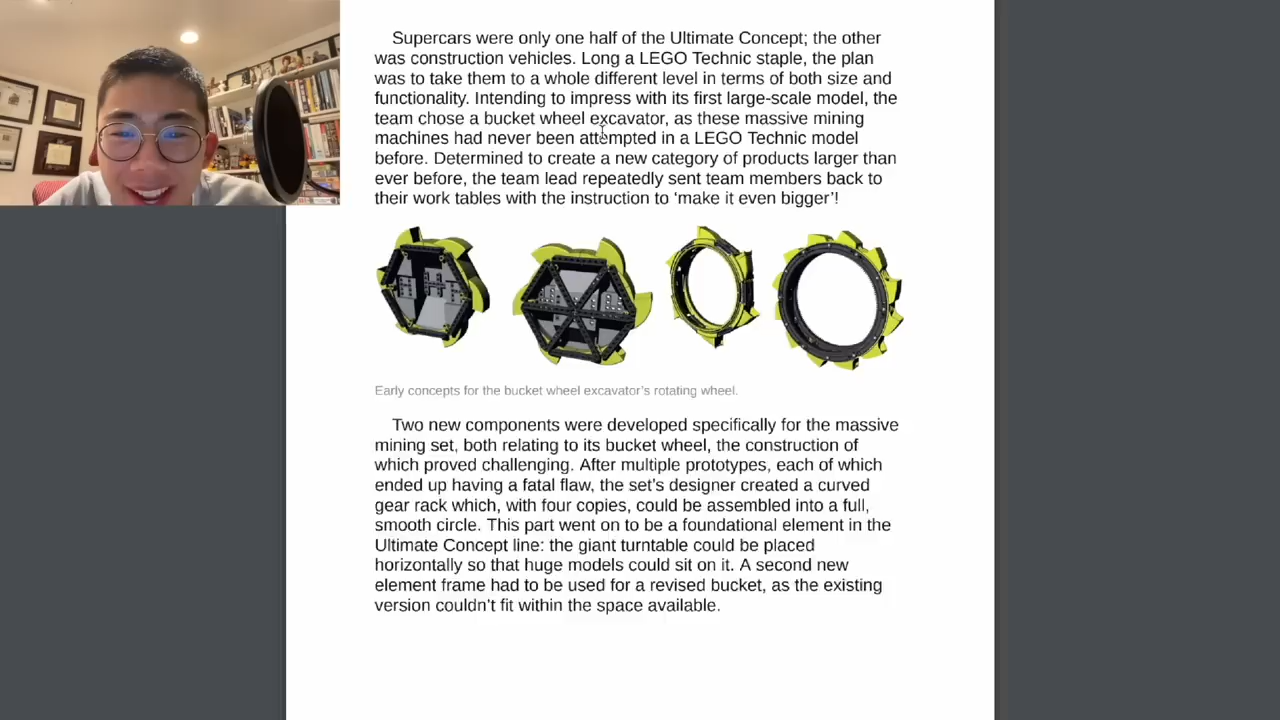 Supercars were only one half of the Ultimate Concept; the other
was construction vehicles. Long a LEGO Technic staple, the plan
was to take them to a whole different level in terms of both size and
functionality. Intending to impress with its first large-scale model, the
team chose a bucket wheel excavator, as these massive mining
machines had never been attempted in a LEGO Technic model
before. Determined to create a new category of products larger than
ever before, the team lead repeatedly sent team members back to
their work tables with the instruction to ‘make it even bigger’!
Early concepts for the bucket wheel excavator’s rotating wheel.
Two new components were developed specifically for the massive
mining set, both relating to its bucket wheel, the construction of
which proved challenging. After multiple prototypes, each of which
ended up having a fatal flaw, the set’s designer created a curved
gear rack which, with four copies, could be assembled into a full,
smooth circle. This part went on to be a foundational element in the
Ultimate Concept line: the giant turntable could be placed
horizontally so that huge models could sit on it. A second new
element frame had to be used for a revised bucket, as the existing
version couldn’t fit within the space available.